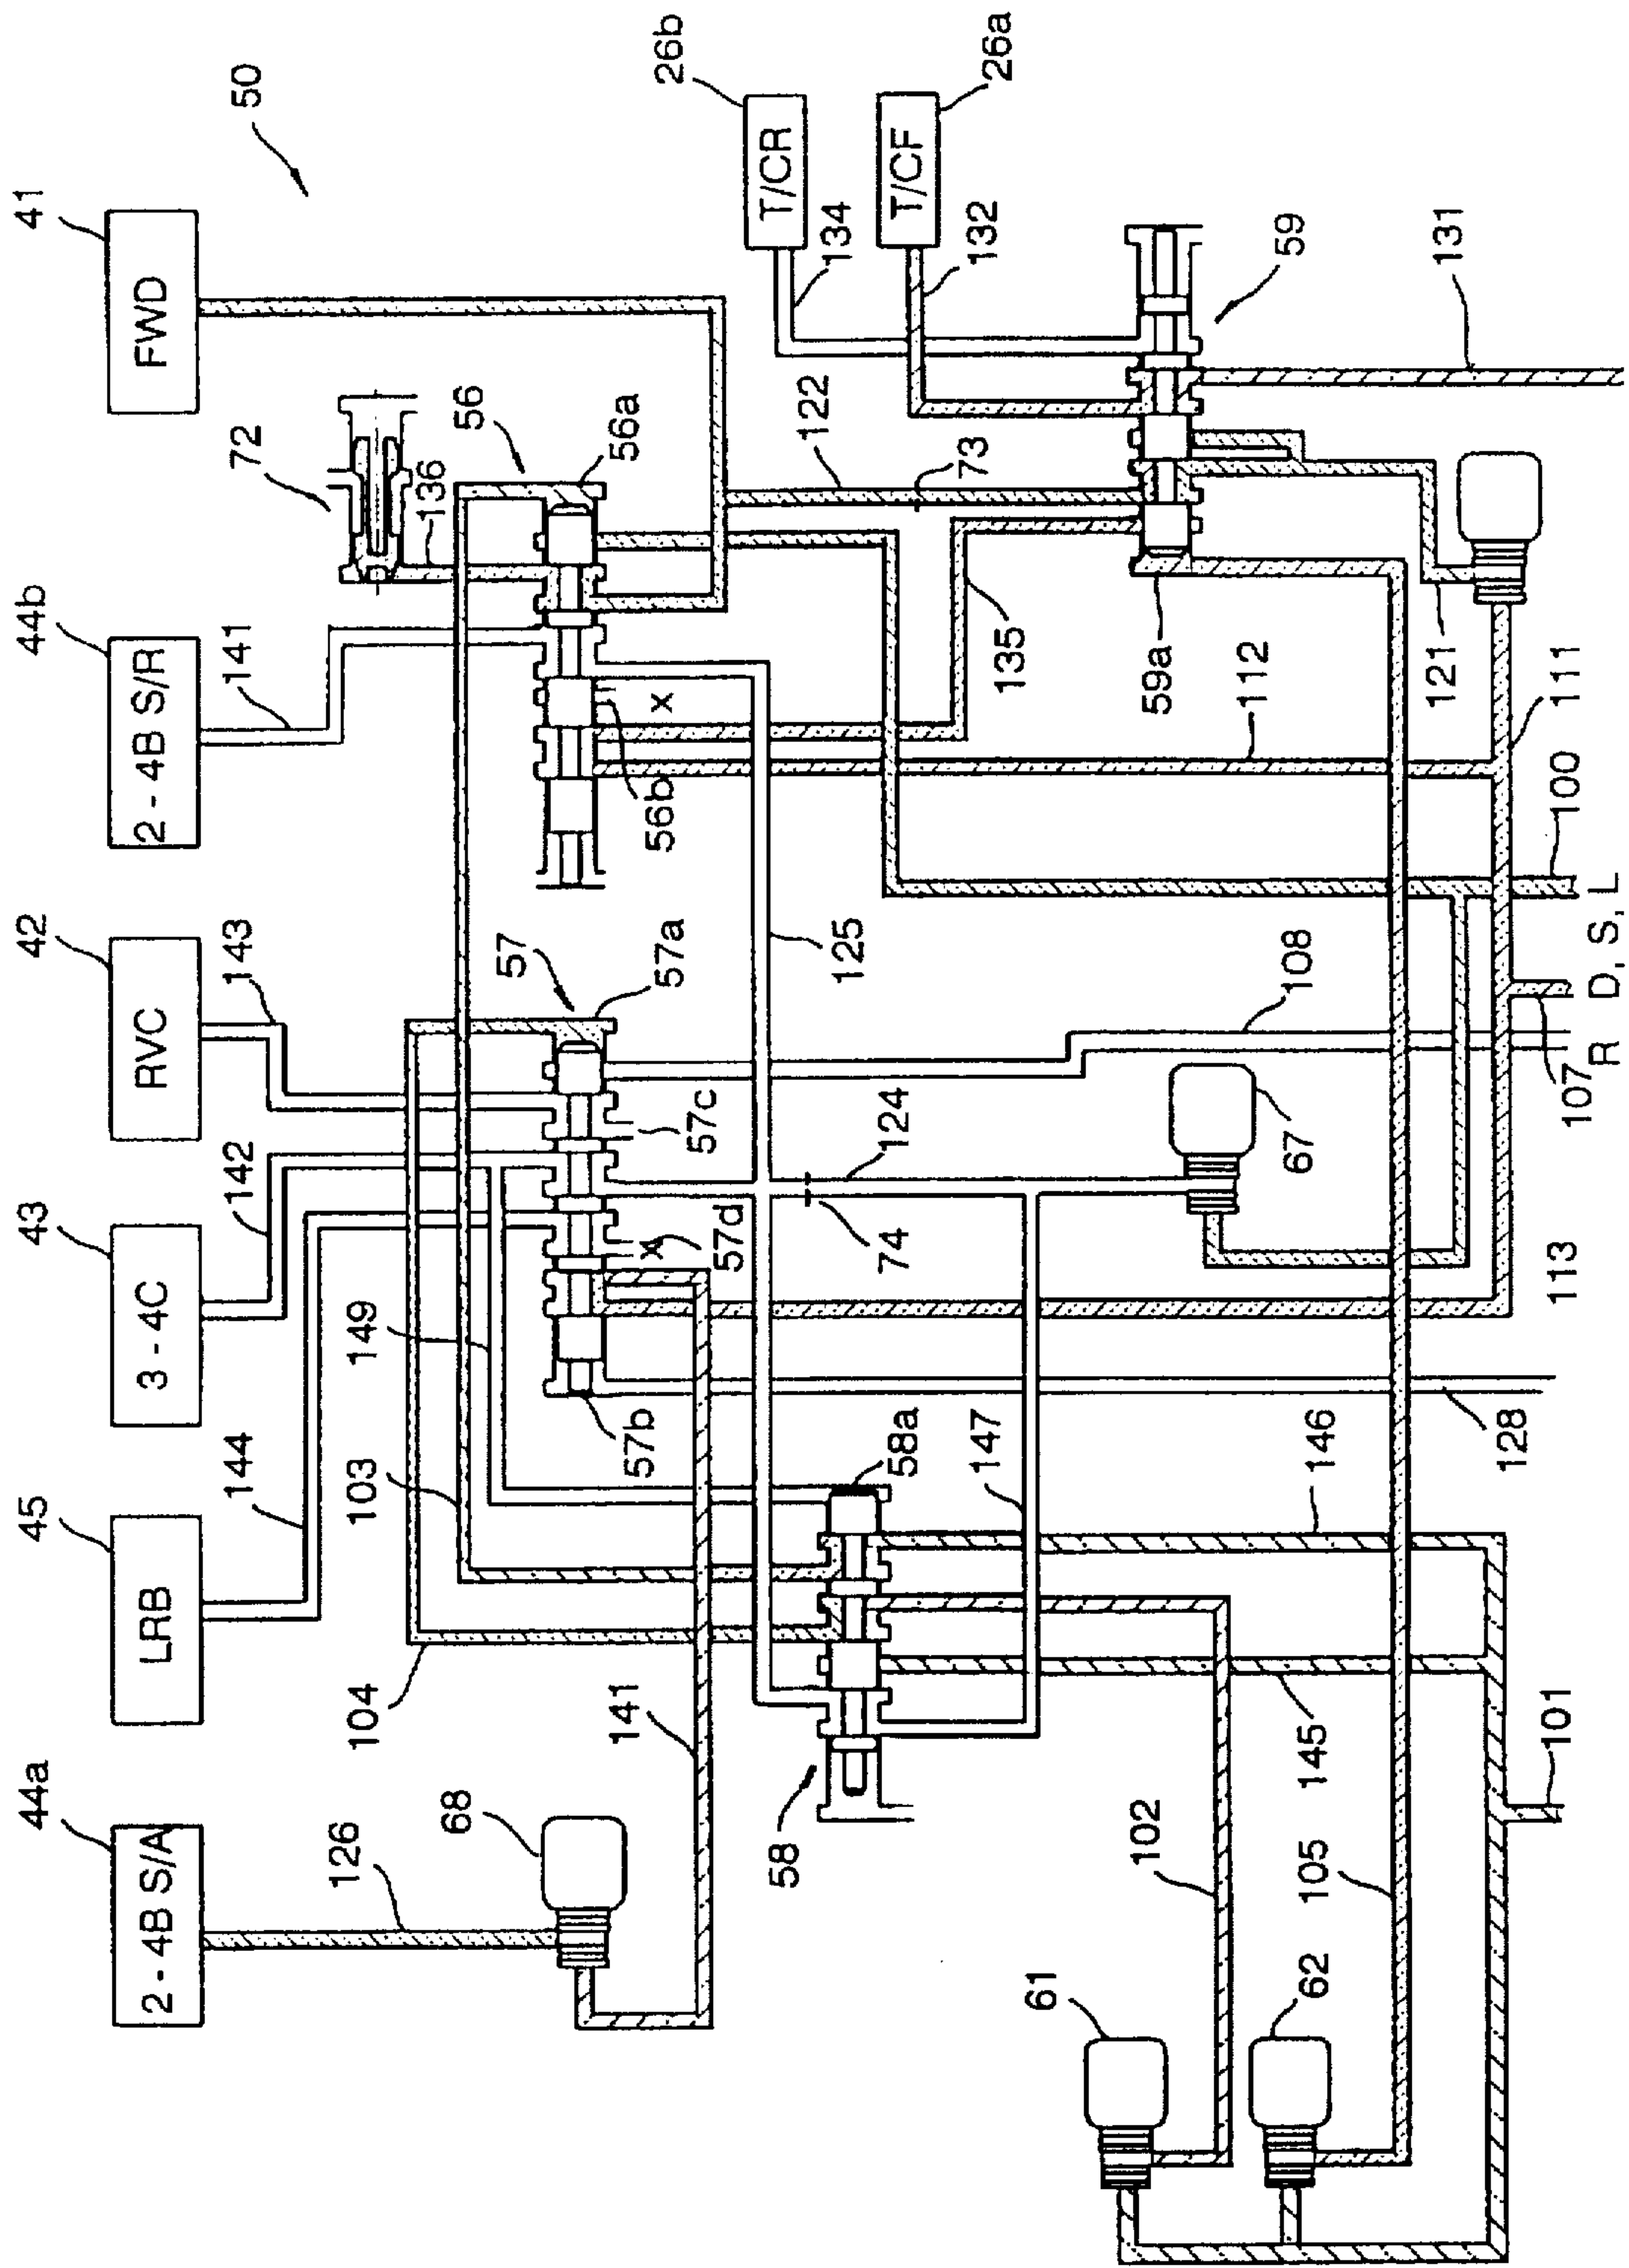 44a
45
43
42
44b
41
50
2 - 4B S/A
LRB
3 - 4C
RVC
2 - 4B S/R
FWD
126
144
142
143
141
72
26b
104
103
149
57
136
56
T/CR
T/CF
68
57a
56a
134
26a
141
57b
57d
57c
56b
x
x
122
132
58
58a
74
124
125
73
59
147
135
61
102
67
108
112
59a
62
105
145
146
128
121
131
101
113
107
100
111
R D, S, L